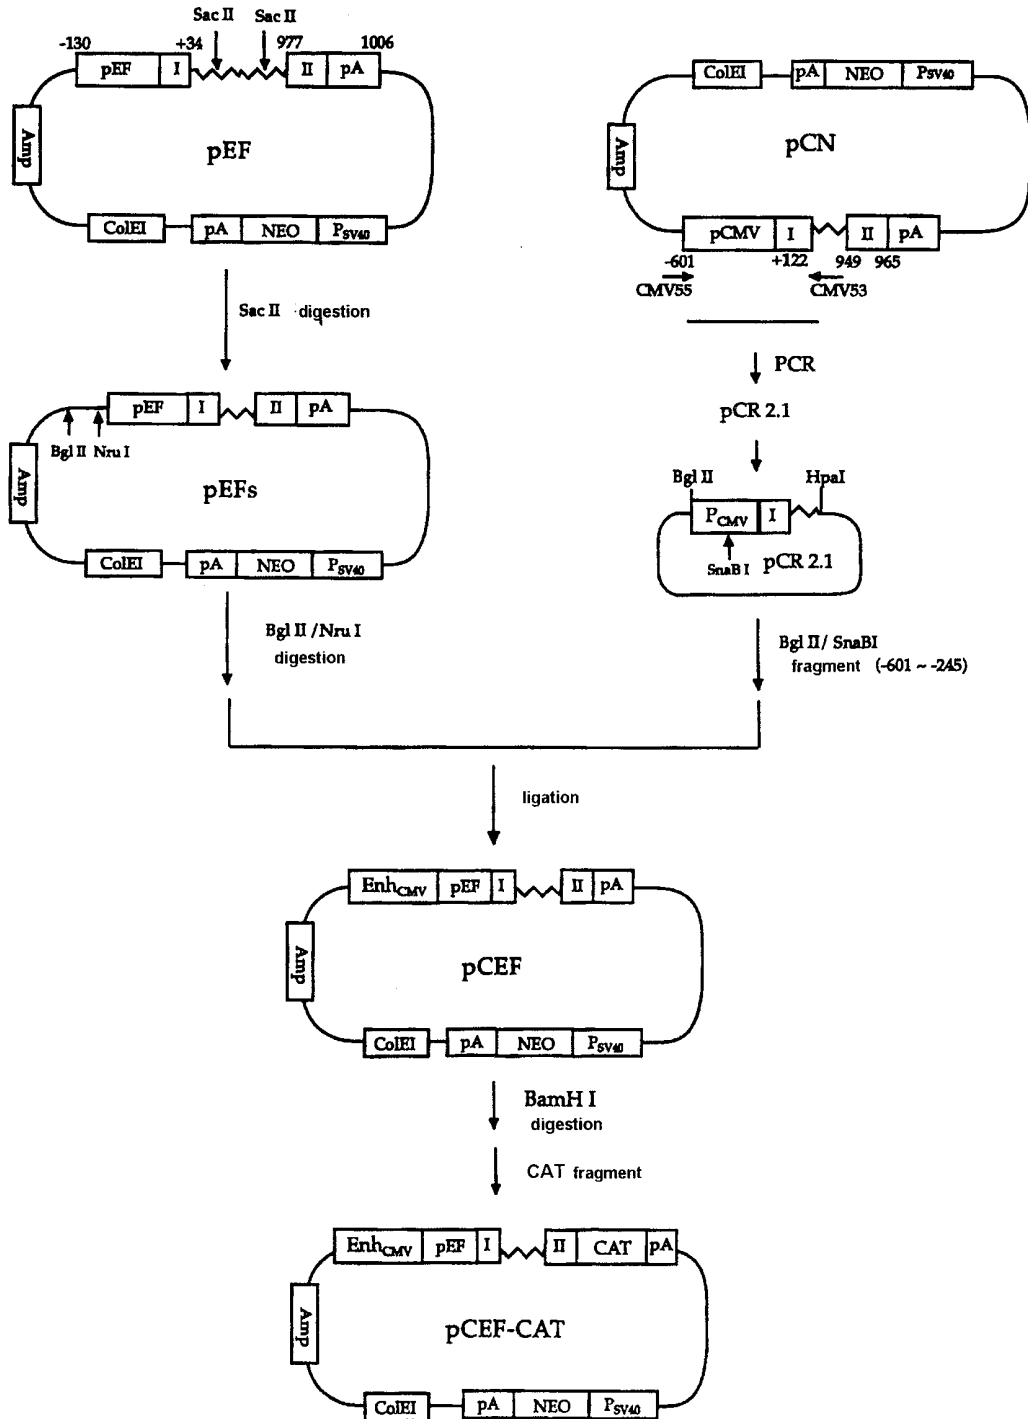 Sac II Sac II
-130 +34 977 1006
pEF I II pA
Amp
pEF
ColEI pA NEO PSV40
ColEI pA NEO PSV40
Amp
pCN
pCMV I II pA
-601 +122 949 965
CMV55 CMV53
Sac II digestion
PCR
pCR 2.1
pEF I II pA
Bgl II Nru I
Amp
pEFs
ColEI pA NEO PSV40
Bgl II HpaI
PCMV I
SnaB I pCR 2.1
Bgl II /Nru I
digestion
Bgl II/ SnaBI
fragment (-601 ~ -245)
ligation
EnhCMV pEF I II pA
Amp
pCEF
ColEI pA NEO PSV40
BamH I
digestion
CAT fragment
EnhCMV pEF I II CAT pA
Amp
pCEF-CAT
ColEI pA NEO PSV40